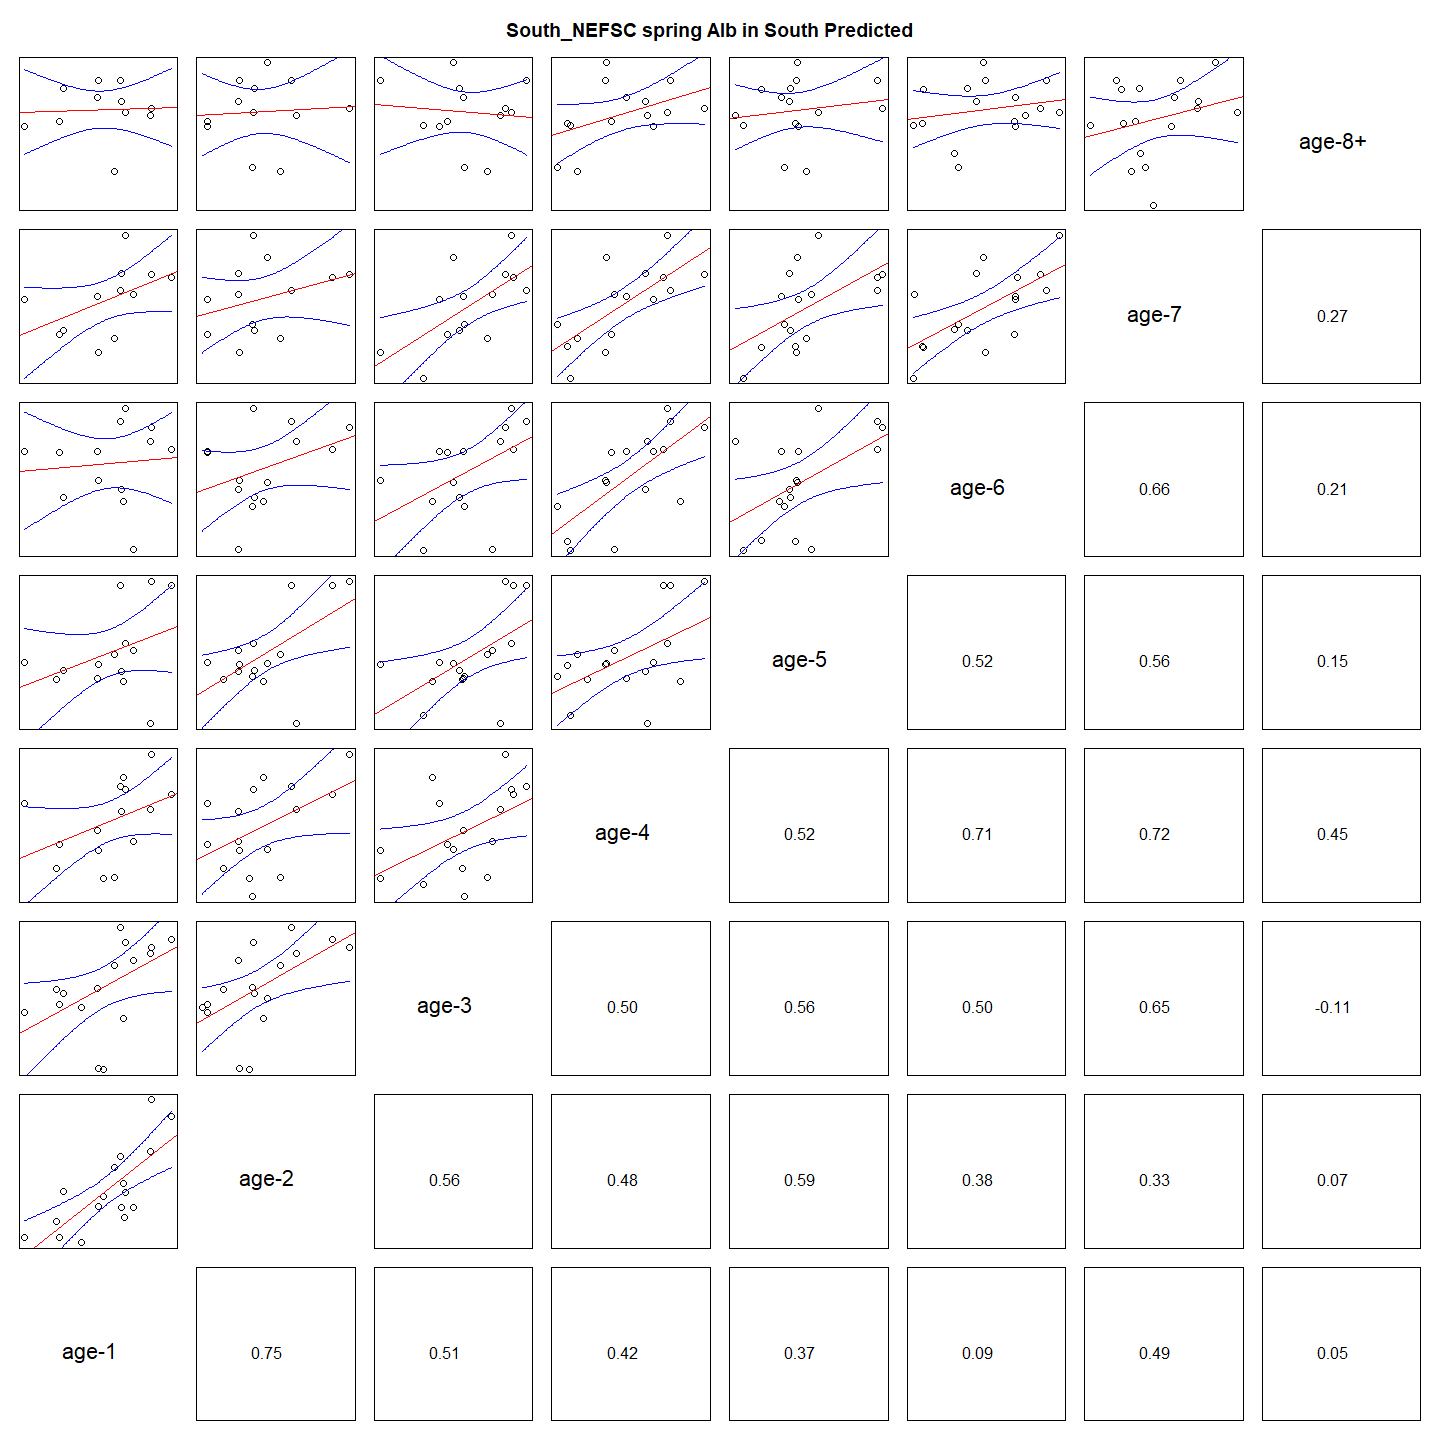 South_NEFSC spring Alb in South Predicted
age-8+
age-7 0.27
age-6 0.66 0.21
age-5 0.52 0.56 0.15
age-4 0.52 0.71 0.72 0.45
age-3 0.50 0.56 0.50 0.65 -0.11
age-2 0.56 0.48 0.59 0.38 0.33 0.07
age-1 0.75 0.51 0.42 0.37 0.09 0.49 0.05